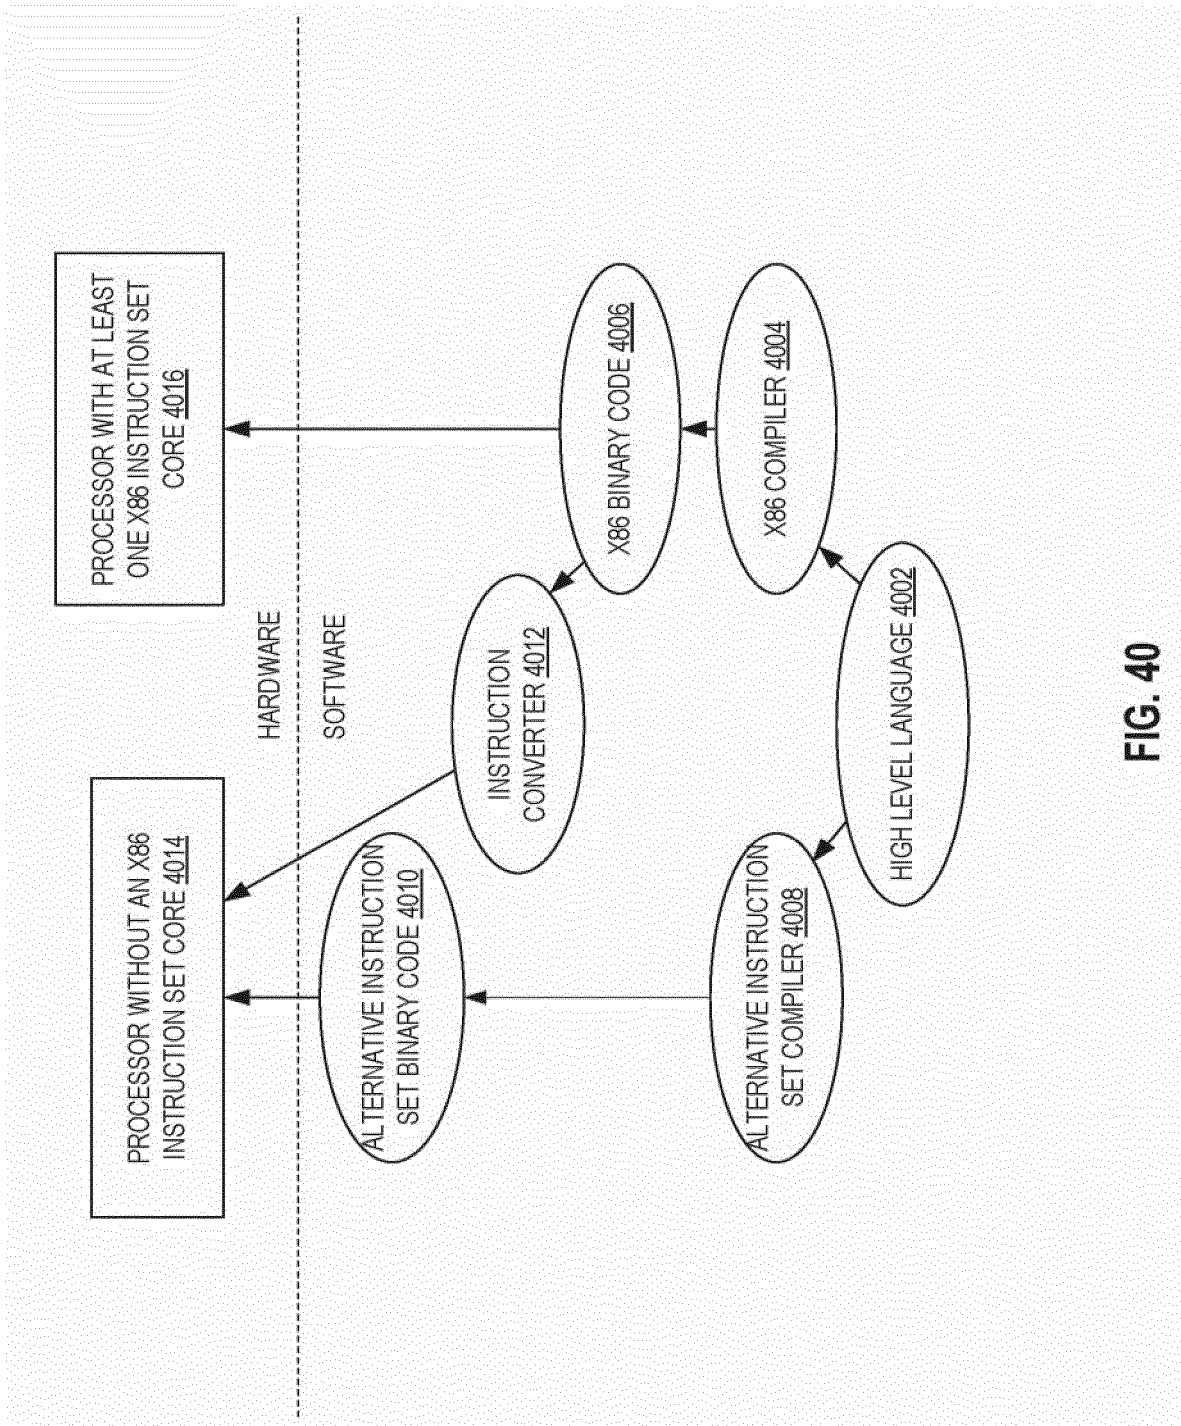 PROCESSOR WITHOUT AN X86
INSTRUCTION SET CORE 4014
PROCESSOR WITH AT LEAST
ONE X86 INSTRUCTION SET
CORE 4016
HARDWARE
SOFTWARE
ALTERNATIVE INSTRUCTION
SET BINARY CODE 4010
INSTRUCTION
CONVERTER 4012
X86 BINARY CODE 4006
ALTERNATIVE INSTRUCTION
SET COMPILER 4008
X86 COMPILER 4004
HIGH LEVEL LANGUAGE 4002
FIG. 40